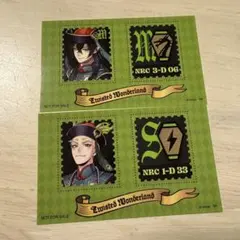 M
NRC 3-D 06
Twisted Wonderland
S
NRC 1-D 33
Twisted Wonderland